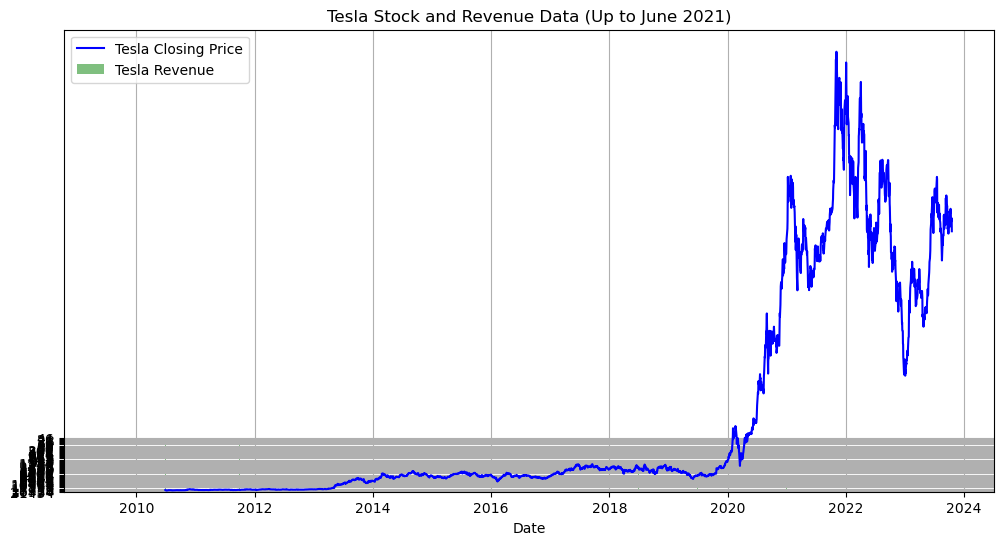 Tesla Stock and Revenue Data (Up to June 2021)
Tesla Closing Price
Tesla Revenue
2010 2012 2014 2016 2018 2020 2022 2024
Date